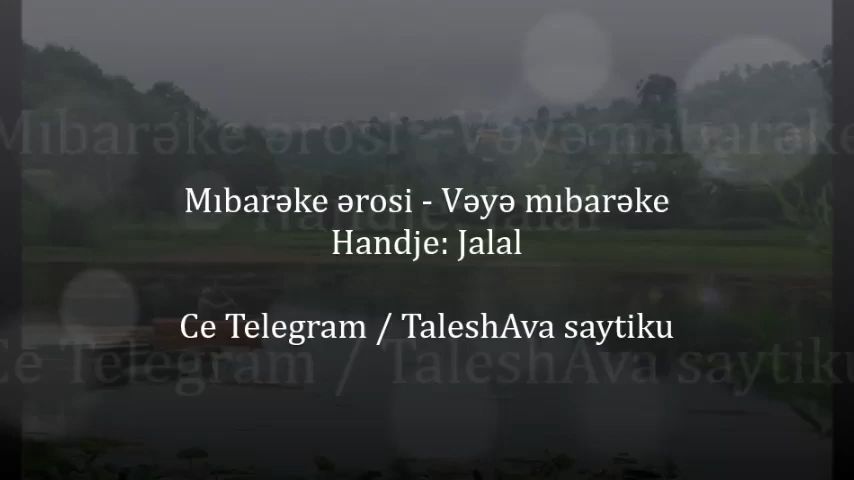 Mıbarəke ərosi - Vəyə mıbarəke
Handje: Jalal
Ce Telegram / TaleshAva saytiku